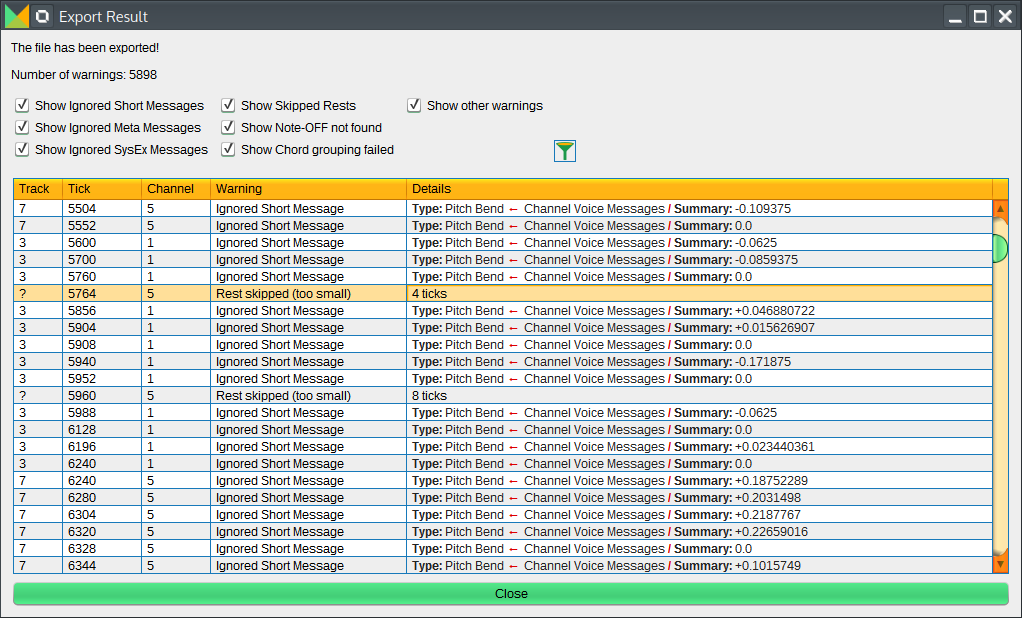 Export Result
The file has been exported!
Number of warnings: 5898
Show Ignored Short Messages Show Skipped Rests Show other warnings
Show Ignored Meta Messages Show Note-OFF not found
Show Ignored SysEx Messages Show Chord grouping failed
Track Tick Channel Warning Details
7 5504 5 Ignored Short Message Type: Pitch Bend ← Channel Voice Messages / Summary: -0.109375
7 5552 5 Ignored Short Message Type: Pitch Bend ← Channel Voice Messages / Summary: 0.0
3 5600 1 Ignored Short Message Type: Pitch Bend ← Channel Voice Messages / Summary: -0.0625
3 5700 1 Ignored Short Message Type: Pitch Bend ← Channel Voice Messages / Summary: -0.0859375
3 5760 1 Ignored Short Message Type: Pitch Bend ← Channel Voice Messages / Summary: 0.0
? 5764 5 Rest skipped (too small) 4 ticks
3 5856 1 Ignored Short Message Type: Pitch Bend ← Channel Voice Messages / Summary: +0.046880722
3 5904 1 Ignored Short Message Type: Pitch Bend ← Channel Voice Messages / Summary: +0.015626907
3 5908 1 Ignored Short Message Type: Pitch Bend ← Channel Voice Messages / Summary: 0.0
3 5940 1 Ignored Short Message Type: Pitch Bend ← Channel Voice Messages / Summary: -0.171875
3 5952 1 Ignored Short Message Type: Pitch Bend ← Channel Voice Messages / Summary: 0.0
? 5960 5 Rest skipped (too small) 8 ticks
3 5988 1 Ignored Short Message Type: Pitch Bend ← Channel Voice Messages / Summary: -0.0625
3 6128 1 Ignored Short Message Type: Pitch Bend ← Channel Voice Messages / Summary: 0.0
3 6196 1 Ignored Short Message Type: Pitch Bend ← Channel Voice Messages / Summary: +0.023440361
3 6240 1 Ignored Short Message Type: Pitch Bend ← Channel Voice Messages / Summary: 0.0
7 6240 5 Ignored Short Message Type: Pitch Bend ← Channel Voice Messages / Summary: +0.18752289
7 6280 5 Ignored Short Message Type: Pitch Bend ← Channel Voice Messages / Summary: +0.2031498
7 6304 5 Ignored Short Message Type: Pitch Bend ← Channel Voice Messages / Summary: +0.2187767
7 6320 5 Ignored Short Message Type: Pitch Bend ← Channel Voice Messages / Summary: +0.22659016
7 6328 5 Ignored Short Message Type: Pitch Bend ← Channel Voice Messages / Summary: 0.0
7 6344 5 Ignored Short Message Type: Pitch Bend ← Channel Voice Messages / Summary: +0.1015749
Close